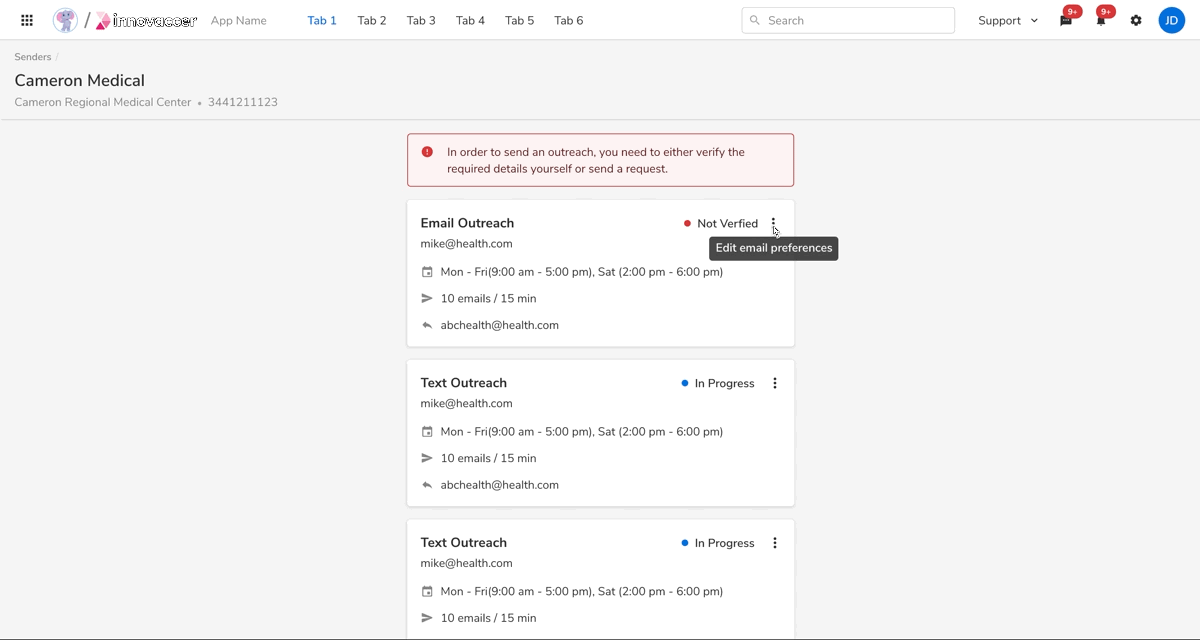 / innovaccer App Name Tab 1 Tab 2 Tab 3 Tab 4 Tab 5 Tab 6 Search Support 9+ 9+ JD
Senders /
Cameron Medical
Cameron Regional Medical Center • 3441211123
In order to send an outreach, you need to either verify the
required details yourself or send a request.
Email Outreach Not Verfied
mike@health.com
Edit email preferences
Mon - Fri(9:00 am - 5:00 pm), Sat (2:00 pm - 6:00 pm)
10 emails / 15 min
abchealth@health.com
Text Outreach In Progress
mike@health.com
Mon - Fri(9:00 am - 5:00 pm), Sat (2:00 pm - 6:00 pm)
10 emails / 15 min
abchealth@health.com
Text Outreach In Progress
mike@health.com
Mon - Fri(9:00 am - 5:00 pm), Sat (2:00 pm - 6:00 pm)
10 emails / 15 min